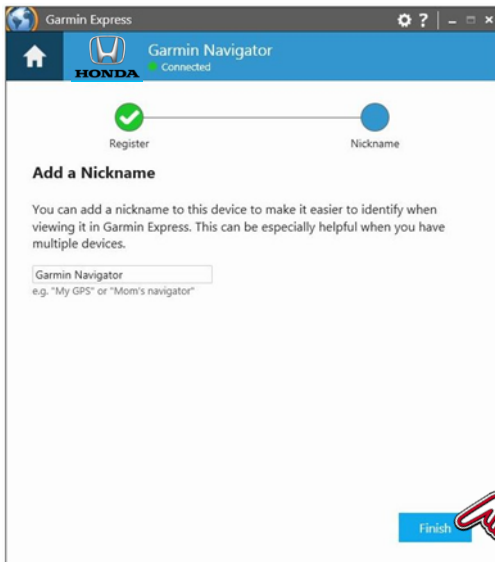 Garmin Express
?
HONDA
Garmin Navigator
Connected
Register
Nickname
Add a Nickname
You can add a nickname to this device to make it easier to identify when
viewing it in Garmin Express. This can be especially helpful when you have
multiple devices.
Garmin Navigator
e.g. "My GPS" or "Mom's navigator"
Finish